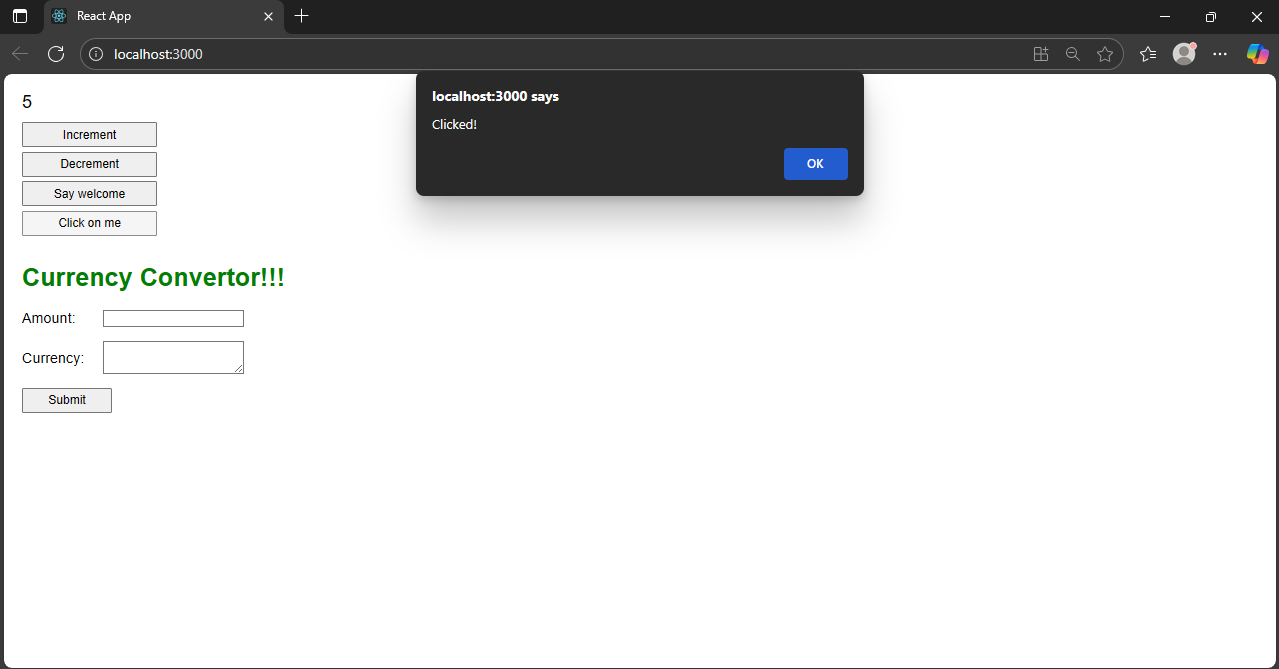 React App
localhost:3000
localhost:3000 says
Clicked!
OK
5
Increment
Decrement
Say welcome
Click on me
Currency Convertor!!!
Amount:
Currency:
Submit